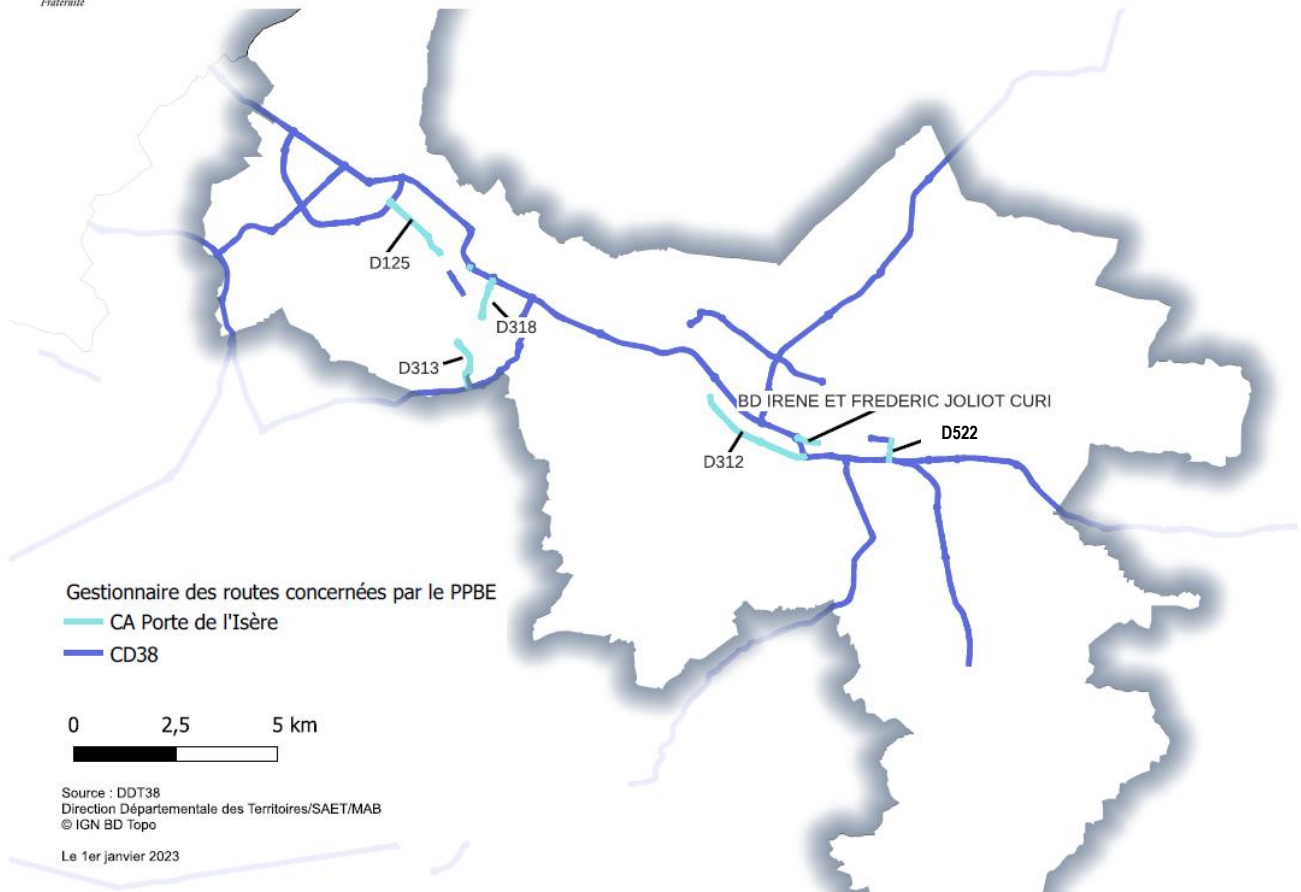 Fraternité
D125
D318
D313
BD IRENE ET FREDERIC JOLIOT CURI
D522
D312
Gestionnaire des routes concernées par le PPBE
CA Porte de l'Isère
CD38
0 2,5 5 km
Source : DDT38
Direction Départementale des Territoires/SAET/MAB
© IGN BD Topo
Le 1er janvier 2023